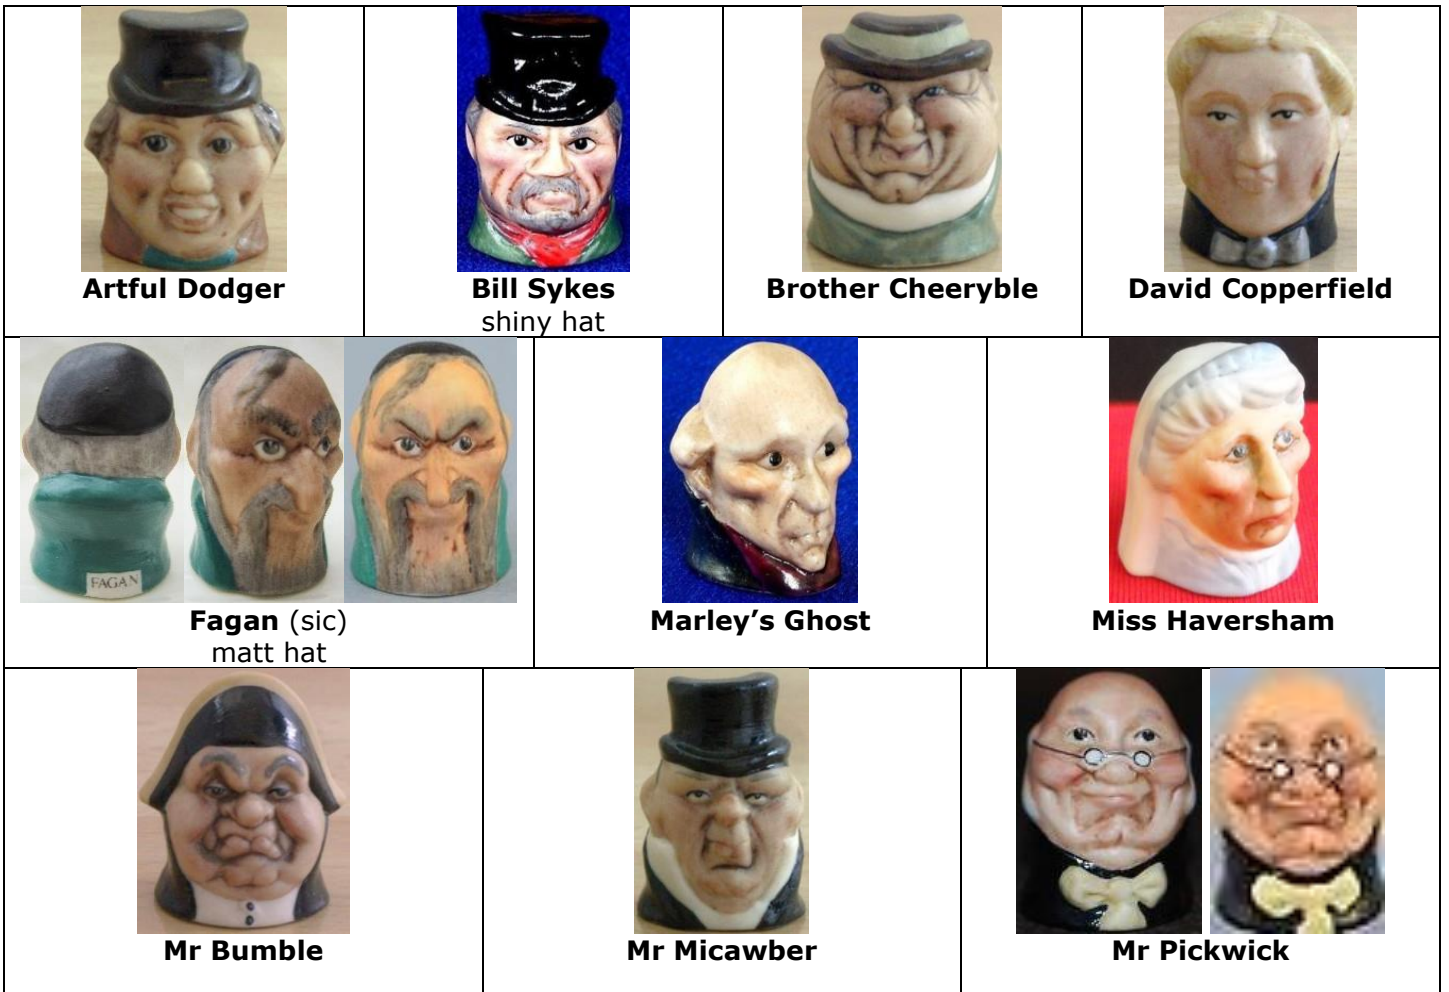 Artful Dodger
Bill Sykes
shiny hat
Brother Cheeryble
David Copperfield
FAGAN
Fagan (sic)
matt hat
Marley’s Ghost
Miss Haversham
Mr Bumble
Mr Micawber
Mr Pickwick